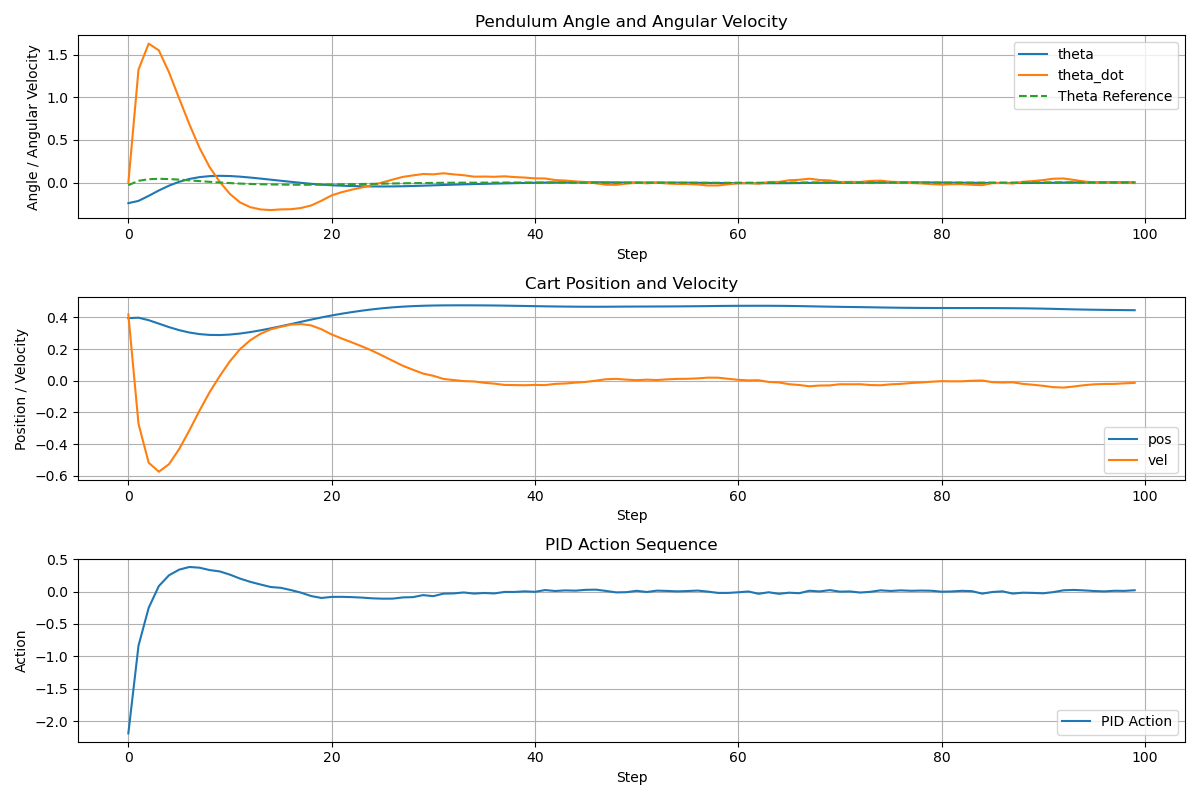 Pendulum Angle and Angular Velocity
Angle / Angular Velocity
1.5
1.0
0.5
0.0
theta
theta_dot
Theta Reference
0 20 40 60 80 100
Step
Cart Position and Velocity
Position / Velocity
0.4
0.2
0.0
−0.2
−0.4
−0.6
pos
vel
0 20 40 60 80 100
Step
PID Action Sequence
Action
0.5
0.0
−0.5
−1.0
−1.5
−2.0
PID Action
0 20 40 60 80 100
Step